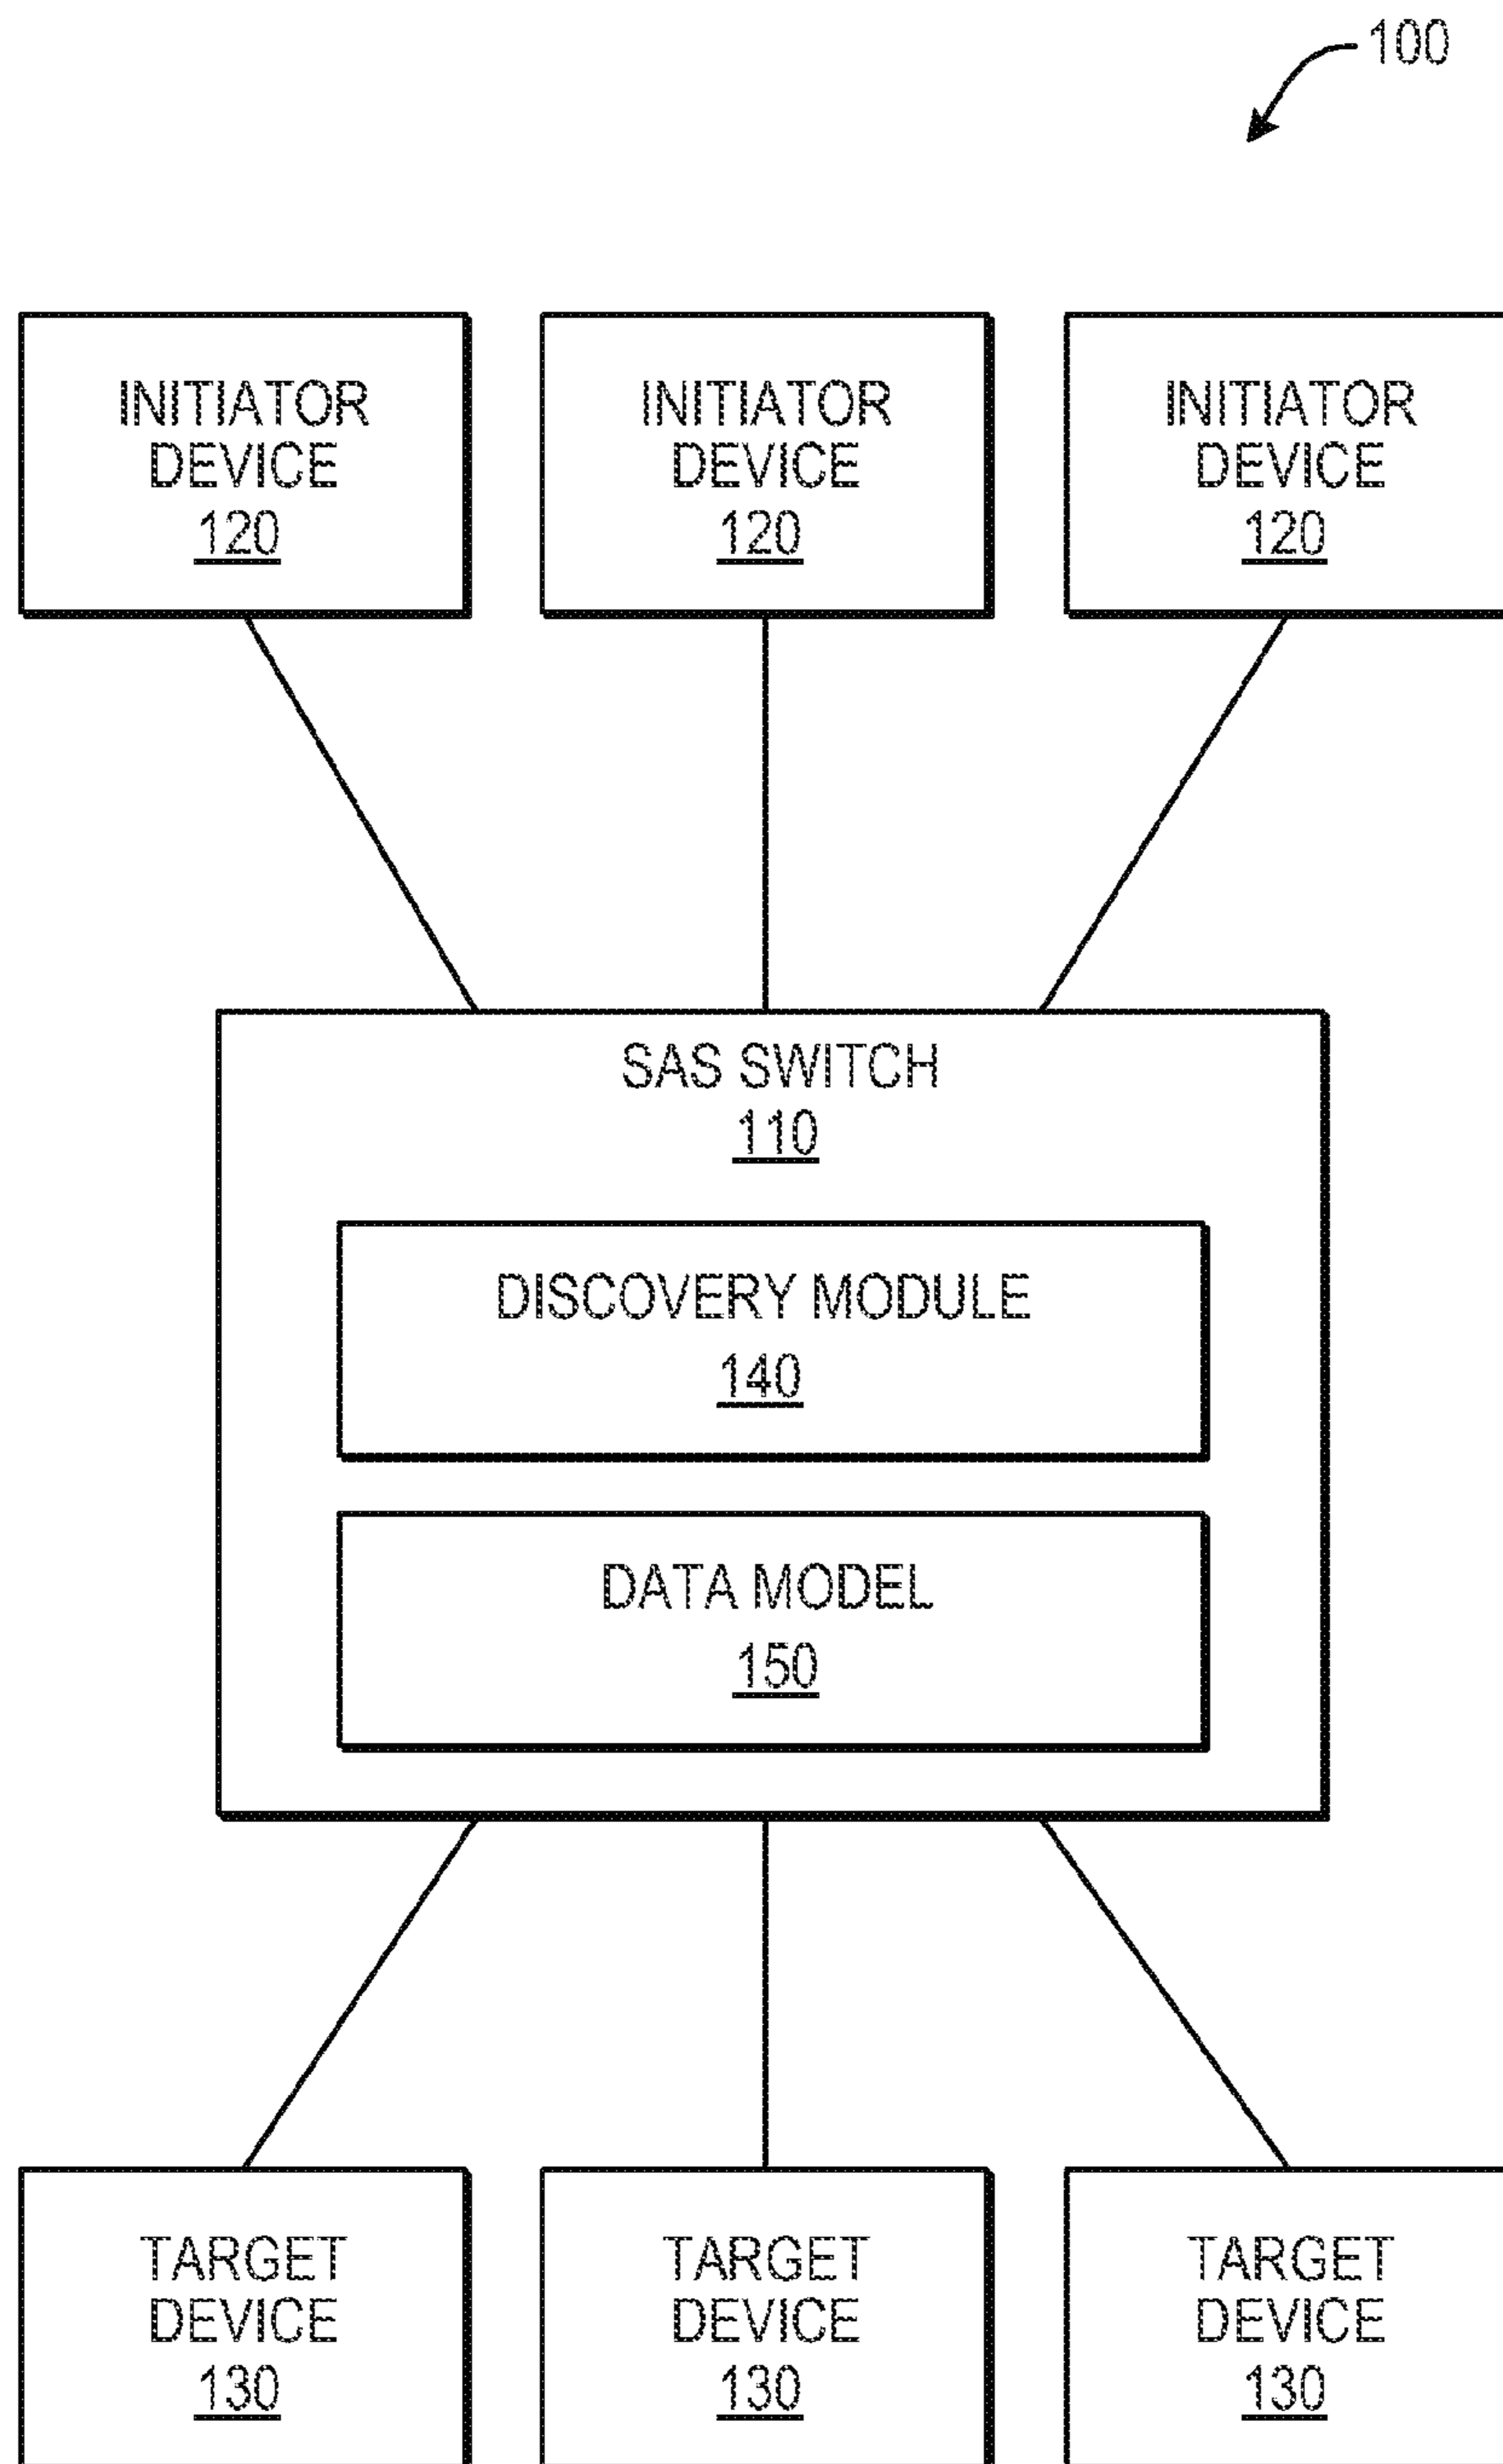 100
INITIATOR
DEVICE
120
INITIATOR
DEVICE
120
INITIATOR
DEVICE
120
SAS SWITCH
110
DISCOVERY MODULE
140
DATA MODEL
150
TARGET
DEVICE
130
TARGET
DEVICE
130
TARGET
DEVICE
130